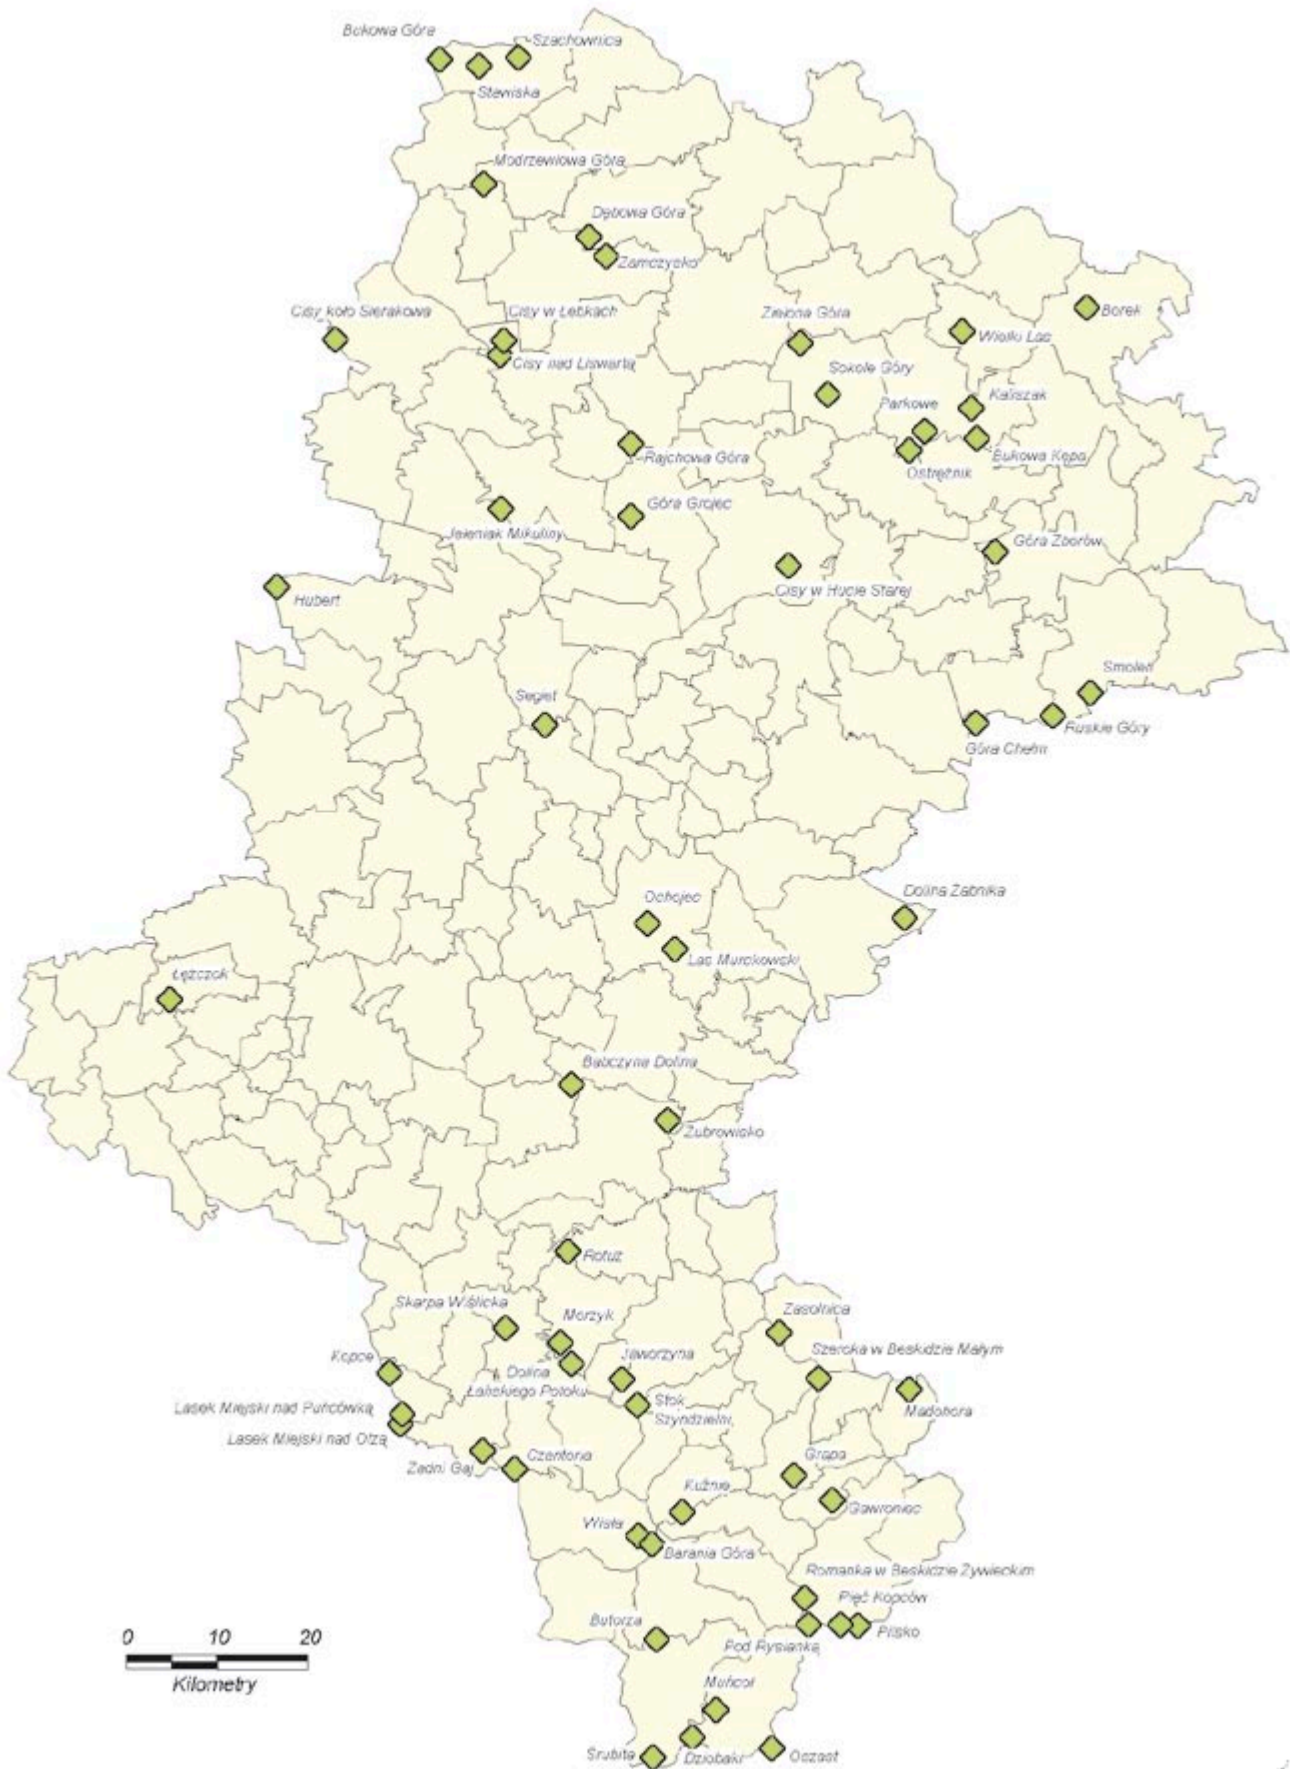 Bukowa Góra
Szachownica
Stawiska
Modrzewiowa Góra
Dębowa Góra
Zamczysko
Cisy koło Sierakowa
Cisy w Łebkach
Cisy nad Liswartą
Zielona Góra
Borek
Wielki Las
Sokole Góry
Parkowe
Kaliszak
Rajchowa Góra
Bukowa Kępa
Ostrężnik
Góra Grojec
Jeleniak Mikuliny
Góra Zborów
Cisy w Hucie Starej
Hubert
Smoleń
Segiet
Ruskie Góry
Góra Chełm
Ochojec
Dolina Żabnika
Las Murckowski
Łężczok
Babczyna Dolina
Żubrowisko
Rotuz
Skarpa Wiślicka
Morzyk
Zasolnica
Kopce
Dolina
Łańskiego Potoku
Jaworzyna
Szeroka w Beskidzie Małym
Lasek Miejski nad Puńcówką
Stok
Szyndzielni
Madohora
Lasek Miejski nad Olzą
Zadni Gaj
Czantoria
Grapa
Kuźnie
Gawroniec
Wisła
Barania Góra
Romanka w Beskidzie Żywieckim
Pięć Kopców
Butorza
Pod Rysianką
Pilsko
0 10 20
Kilometry
Muńcoł
Śrubita
Dziobaki
Oszast